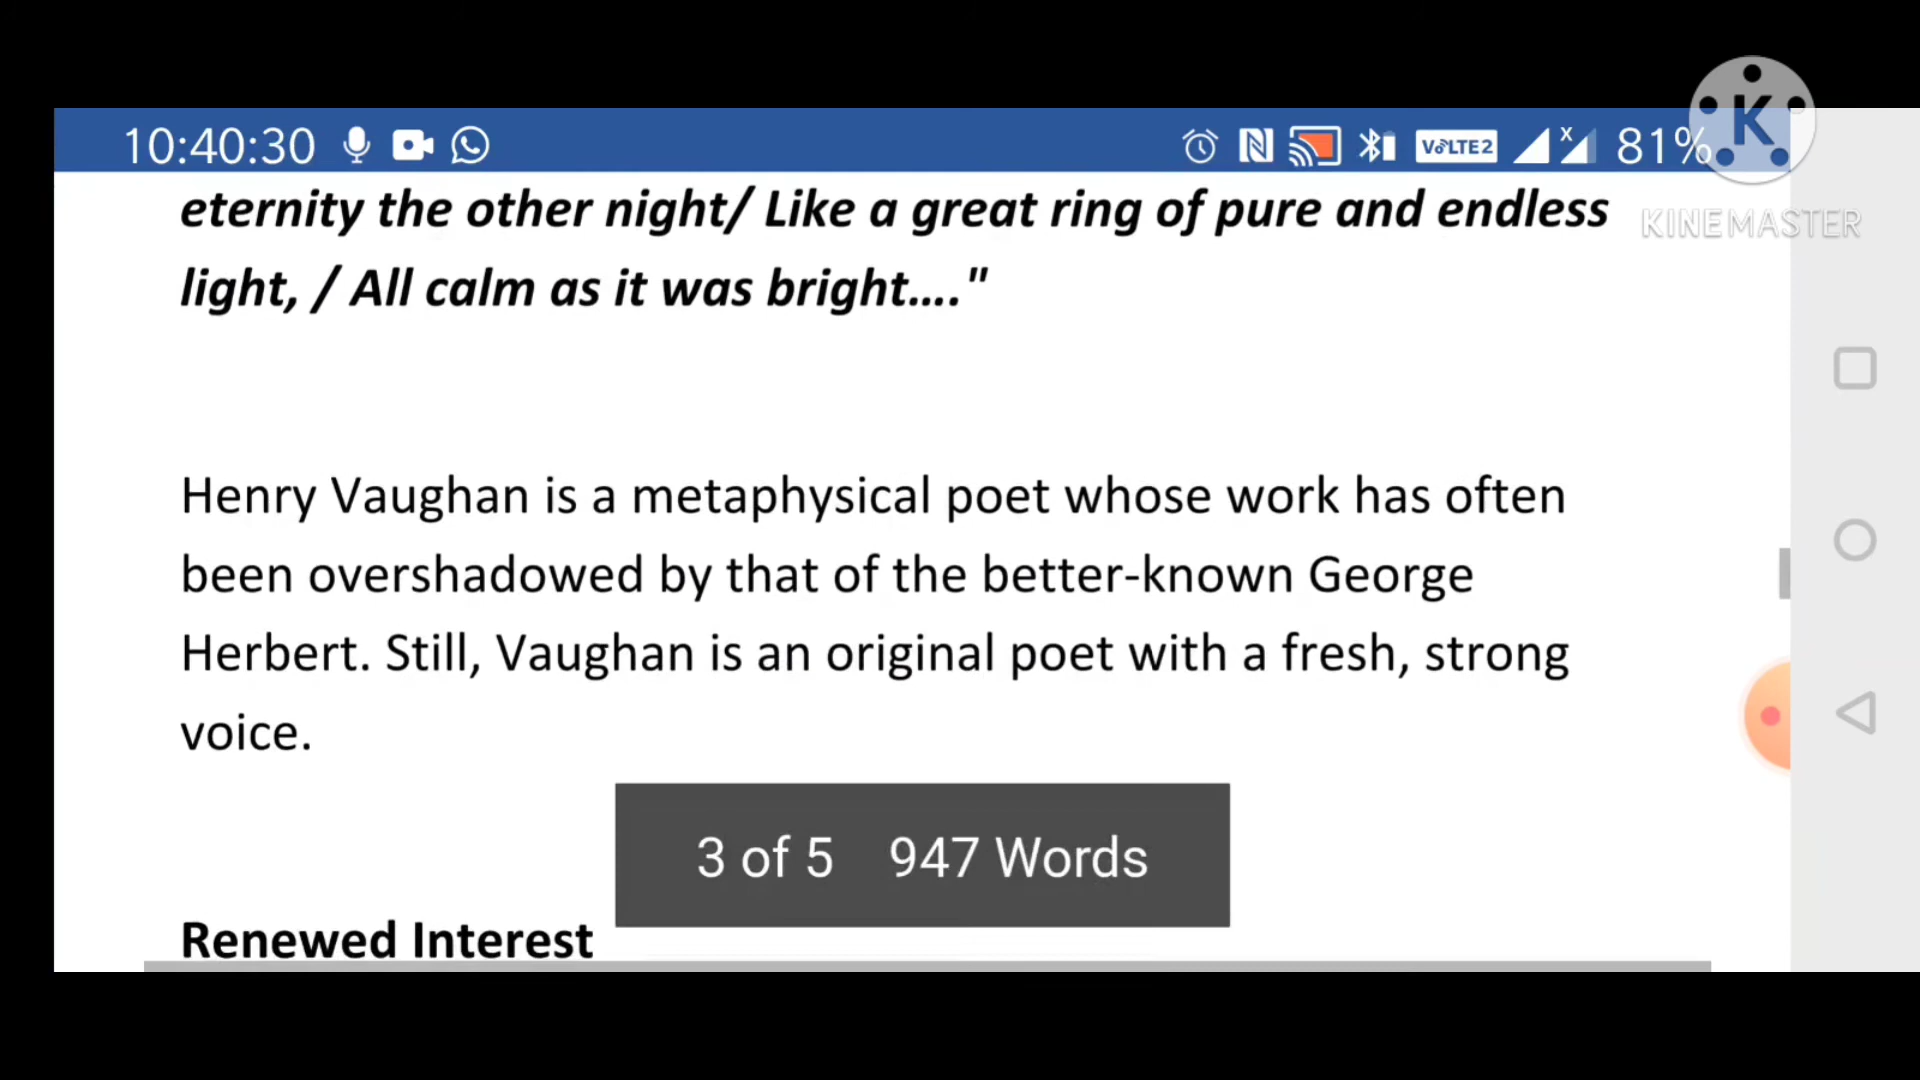 10:40:30
VoLTE2 x 81%
K
KINEMASTER
eternity the other night/ Like a great ring of pure and endless
light, / All calm as it was bright…."
Henry Vaughan is a metaphysical poet whose work has often
been overshadowed by that of the better-known George
Herbert. Still, Vaughan is an original poet with a fresh, strong
voice.
3 of 5 947 Words
Renewed Interest